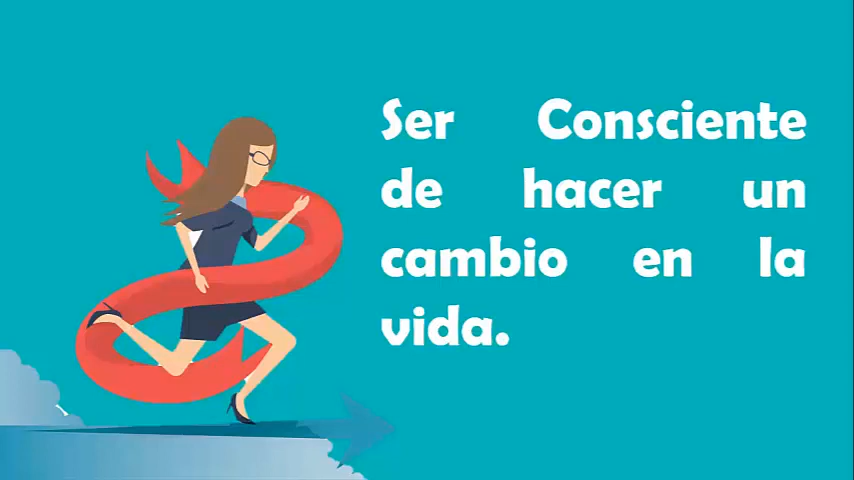 Ser Consciente
de hacer un
cambio en la
vida.